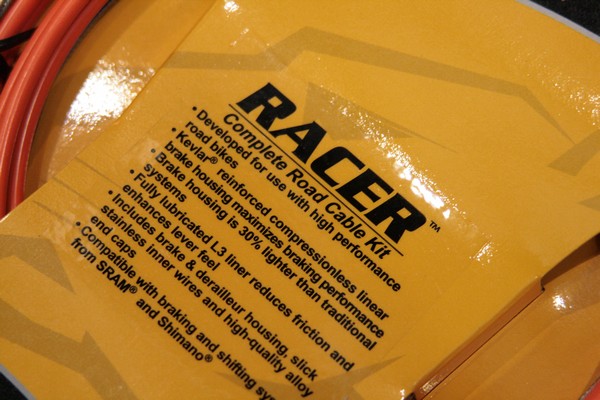 RACER™
Complete Road Cable Kit
• Developed for use with high performance
road bikes
• Kevlar® reinforced compressionless linear
brake housing maximizes braking performance
• Brake housing is 30% lighter than traditional
systems
• Fully lubricated L3 liner reduces friction and
enhances lever feel
• Includes brake & derailleur housing, slick
stainless inner wires and high-quality alloy
end caps
• Compatible with braking and shifting
from SRAM® and Shimano®